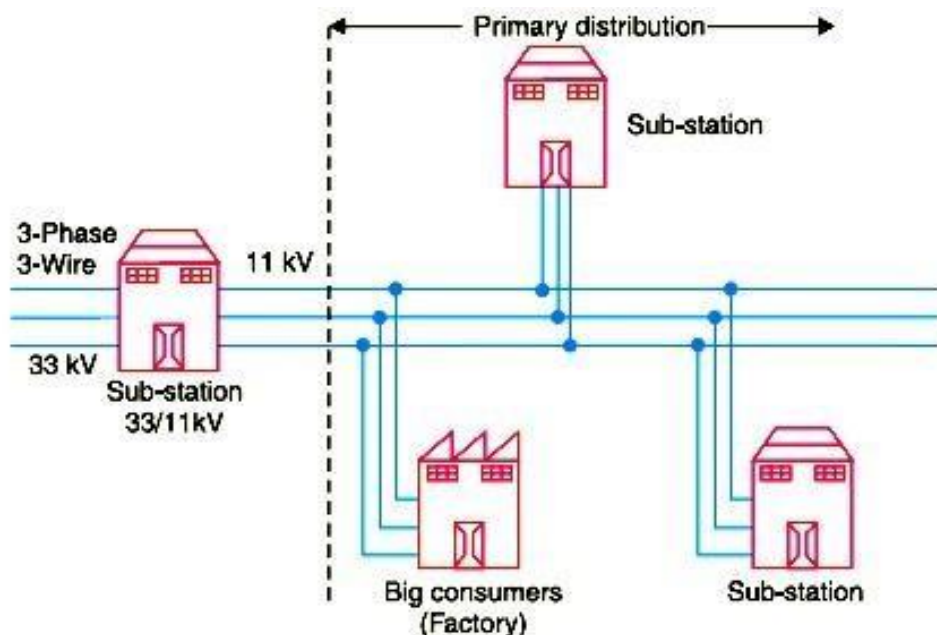 Primary distribution
Sub-station
3-Phase
3-Wire
11 kV
33 kV
Sub-station
33/11kV
Big consumers
(Factory)
Sub-station